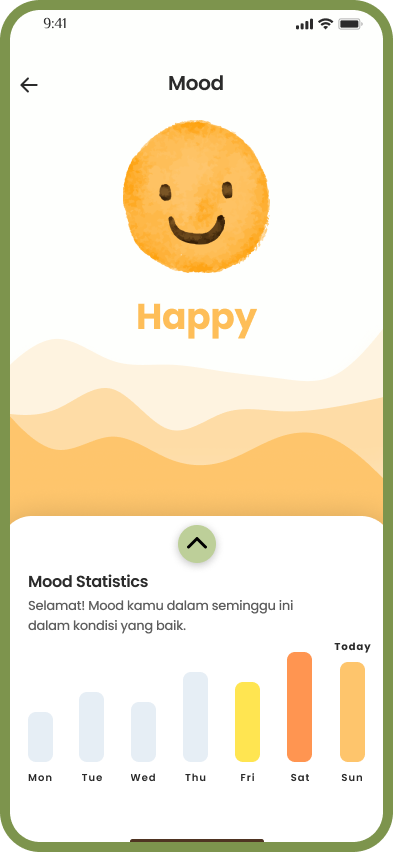 9:41
Mood
Happy
Mood Statistics
Selamat! Mood kamu dalam seminggu ini
dalam kondisi yang baik.
Today
Mon Tue Wed Thu Fri Sat Sun